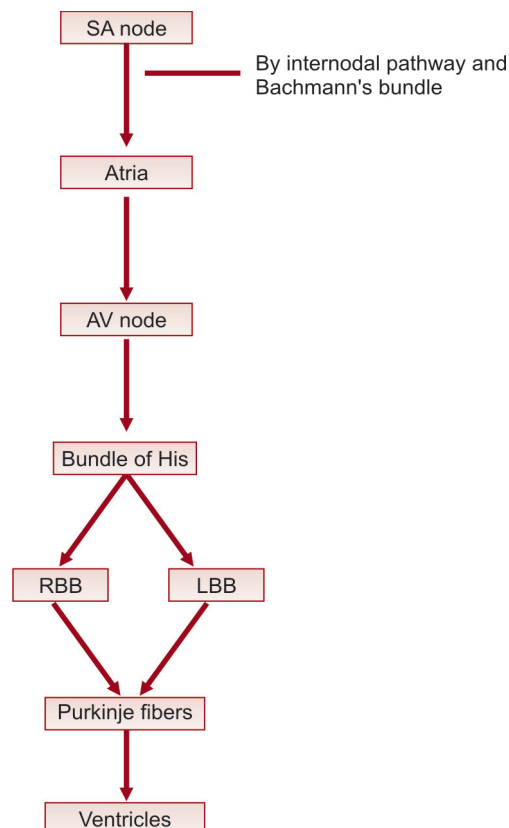 SA node
By internodal pathway and
Bachmann's bundle
Atria
AV node
Bundle of His
RBB
LBB
Purkinje fibers
Ventricles